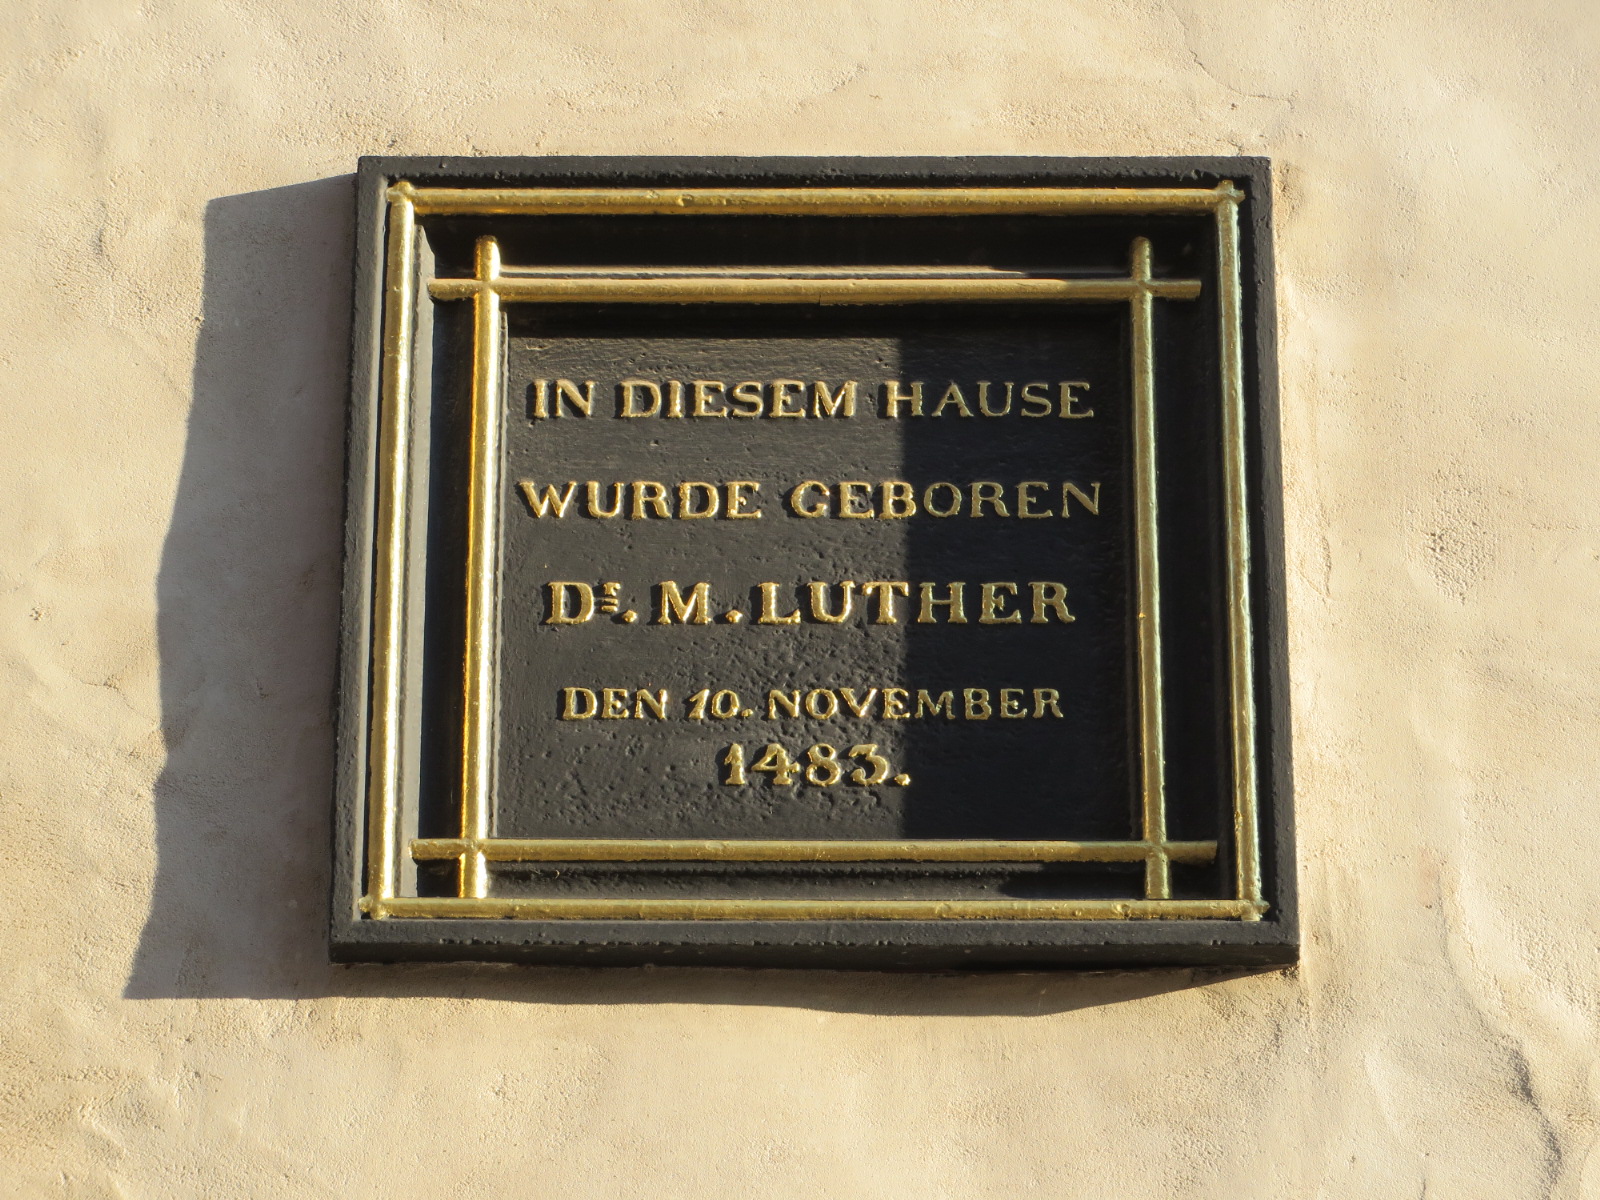 IN DIESEM HAUSE
WURDE GEBOREN
Dr. M. LUTHER
DEN 10. NOVEMBER
1483.